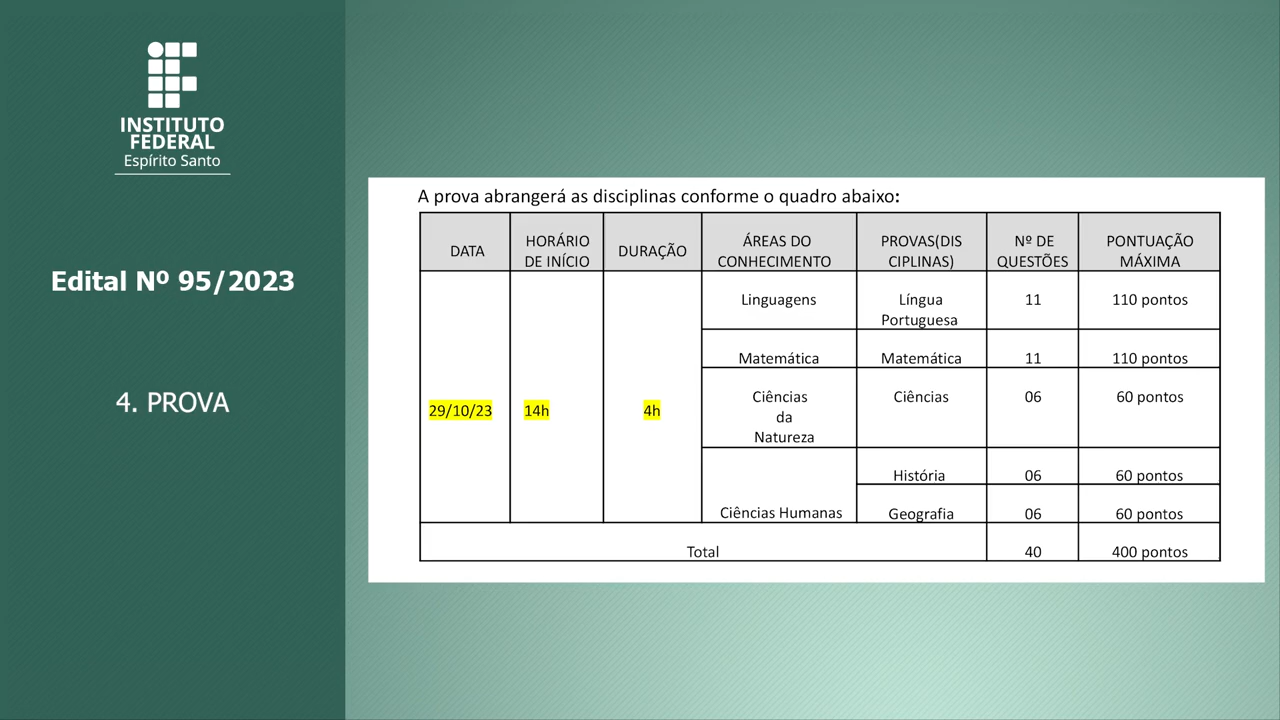 INSTITUTO
FEDERAL
Espírito Santo
Edital Nº 95/2023
4. PROVA
A prova abrangerá as disciplinas conforme o quadro abaixo:
DATA
HORÁRIO
DE INÍCIO
DURAÇÃO
ÁREAS DO
CONHECIMENTO
PROVAS(DIS
CIPLINAS)
Nº DE
QUESTÕES
PONTUAÇÃO
MÁXIMA
29/10/23
14h
4h
Linguagens
Língua
Portuguesa
11
110 pontos
Matemática
Matemática
11
110 pontos
Ciências
da
Natureza
Ciências
06
60 pontos
Ciências Humanas
História
06
60 pontos
Geografia
06
60 pontos
Total
40
400 pontos